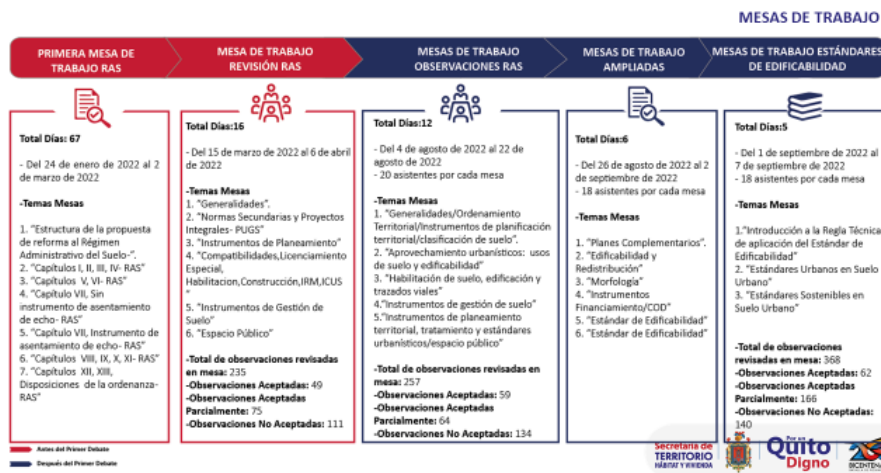 MESAS DE TRABAJO
PRIMERA MESA DE
TRABAJO RAS
MESA DE TRABAJO
REVISIÓN RAS
MESAS DE TRABAJO
OBSERVACIONES RAS
MESAS DE TRABAJO
AMPLIADAS
MESAS DE TRABAJO ESTÁNDARES
DE EDIFICABILIDAD
Total Días: 67
- Del 24 de enero de 2022 al 2
de marzo de 2022
-Temas Mesas
1. "Estructura de la propuesta
de reforma al Régimen
Administrativo del Suelo-".
2. "Capítulos I, II, III, IV- RAS"
3. "Capítulos V, VI- RAS"
4. "Capítulo VII, Sin
instrumento de asentamiento
de echo- RAS"
5. "Capítulo VII, Instrumento de
asentamiento de echo- RAS"
6. "Capítulos VIII, IX, X, XI- RAS"
7. "Capítulos XII, XIII,
Disposiciones de la ordenanza-
RAS"
Total Días:16
- Del 15 de marzo de 2022 al 6 de abril
de 2022
-Temas Mesas
1. "Generalidades".
2. "Normas Secundarias y Proyectos
Integrales- PUGS"
3. "Instrumentos de Planeamiento"
4. "Compatibilidades,Licenciamiento
Especial,
Habilitacion,Construcción,IRM,ICUS
"
5. "Instrumentos de Gestión de
Suelo"
6. "Espacio Público"
-Total de observaciones revisadas
en mesa: 235
-Observaciones Aceptadas: 49
-Observaciones Aceptadas
Parcialmente: 75
-Observaciones No Aceptadas: 111
Total Días:12
- Del 4 de agosto de 2022 al 22 de
agosto de 2022
- 20 asistentes por cada mesa
-Temas Mesas
1. "Generalidades/Ordenamiento
Territorial/Instrumentos de planificación
territorial/clasificación de suelo".
2. "Aprovechamiento urbanísticos: usos
de suelo y edificabilidad"
3. "Habilitación de suelo, edificación y
trazados viales"
4."Instrumentos de gestión de suelo"
5."Instrumentos de planeamiento
territorial, tratamiento y estándares
urbanísticos/espacio público"
-Total de observaciones revisadas en
mesa: 257
-Observaciones Aceptadas: 59
-Observaciones Aceptadas
Parcialmente: 64
-Observaciones No Aceptadas: 134
Total Días:6
- Del 26 de agosto de 2022 al 2
de septiembre de 2022
- 18 asistentes por cada mesa
-Temas Mesas
1. "Planes Complementarios".
2. "Edificabilidad y
Redistribución"
3. "Morfología"
4. "Instrumentos
Financiamiento/COD"
5. "Estándar de Edificabilidad"
6. "Estándar de Edificabilidad"
Total Días:5
- Del 1 de septiembre de 2022 al
7 de septiembre de 2022
- 18 asistentes por cada mesa
-Temas Mesas
1."Introducción a la Regla Técnica
de aplicación del Estándar de
Edificabilidad"
2. "Estándares Urbanos en Suelo
Urbano"
3. "Estándares Sostenibles en
Suelo Urbano"
-Total de observaciones
revisadas en mesa: 368
-Observaciones Aceptadas: 62
-Observaciones Aceptadas
Parcialmente: 166
-Observaciones No Aceptadas:
140
Antes del Primer Debate
Después del Primer Debate
Secretaría de
TERRITORIO
HÁBITAT Y VIVIENDA
Por un
Quito
Digno
BICENTEN